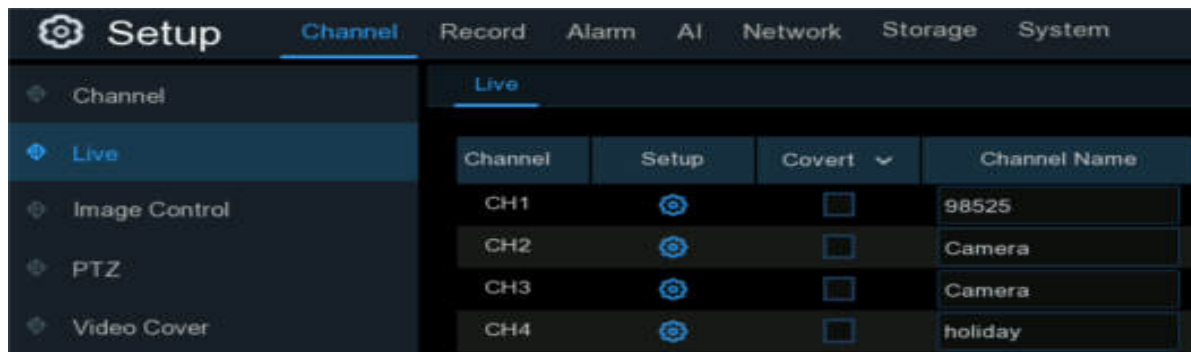 Setup Channel Record Alarm AI Network Storage System
Channel
Live
Image Control
PTZ
Video Cover
Live
Channel Setup Covert Channel Name
CH1 98525
CH2 Camera
CH3 Camera
CH4 holiday